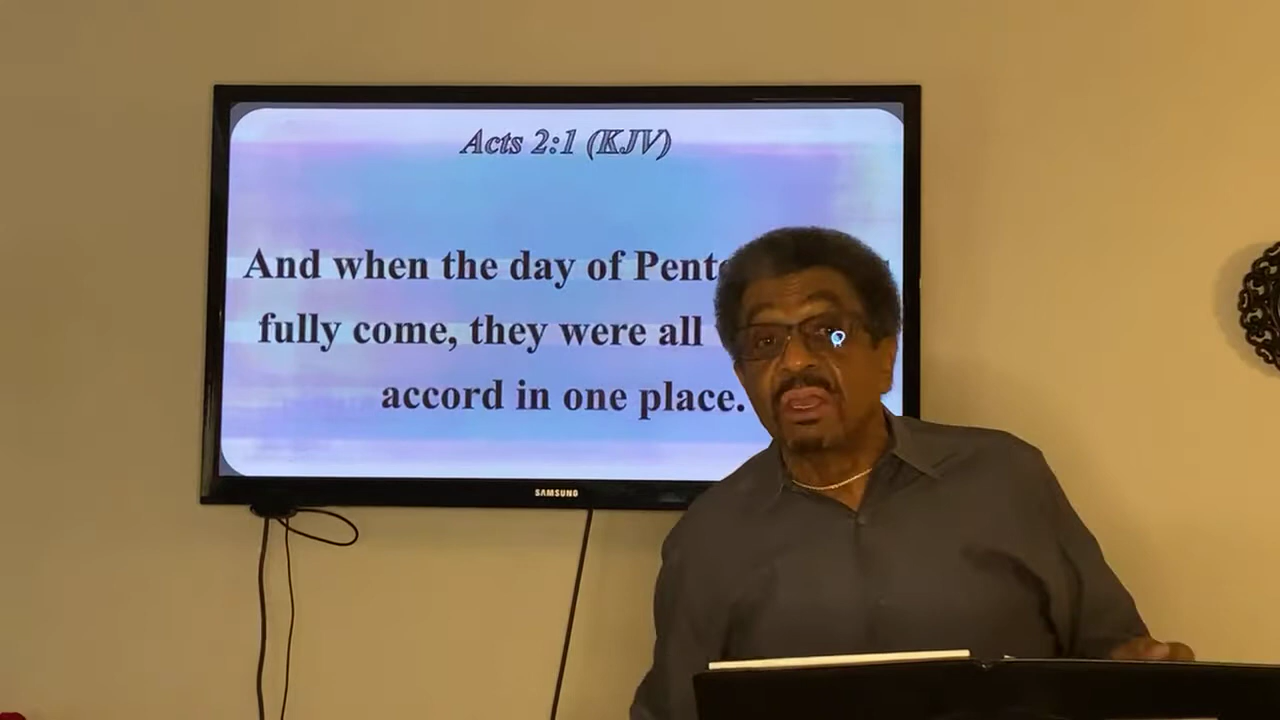 Acts 2:1 (KJV)
And when the day of
fully come, they were all
accord in one place.
SAMSUNG